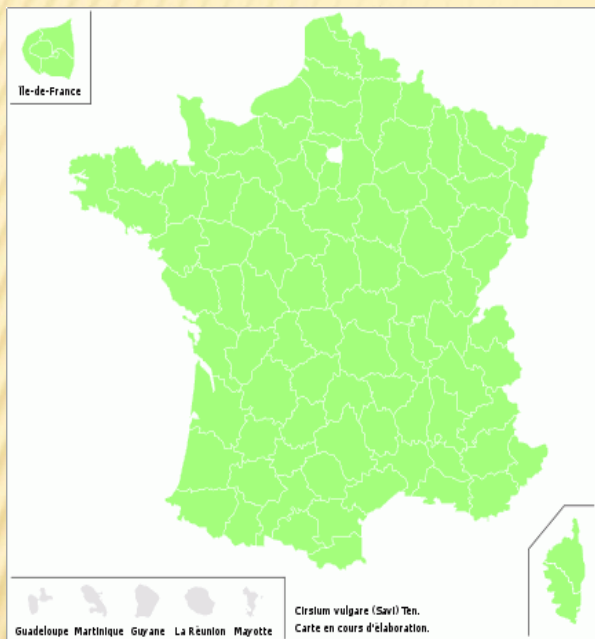 Île-de-France
Guadeloupe Martinique Guyane La Réunion Mayotte
Cirsium vulgare (Savi) Ten.
Carte en cours d'élaboration.